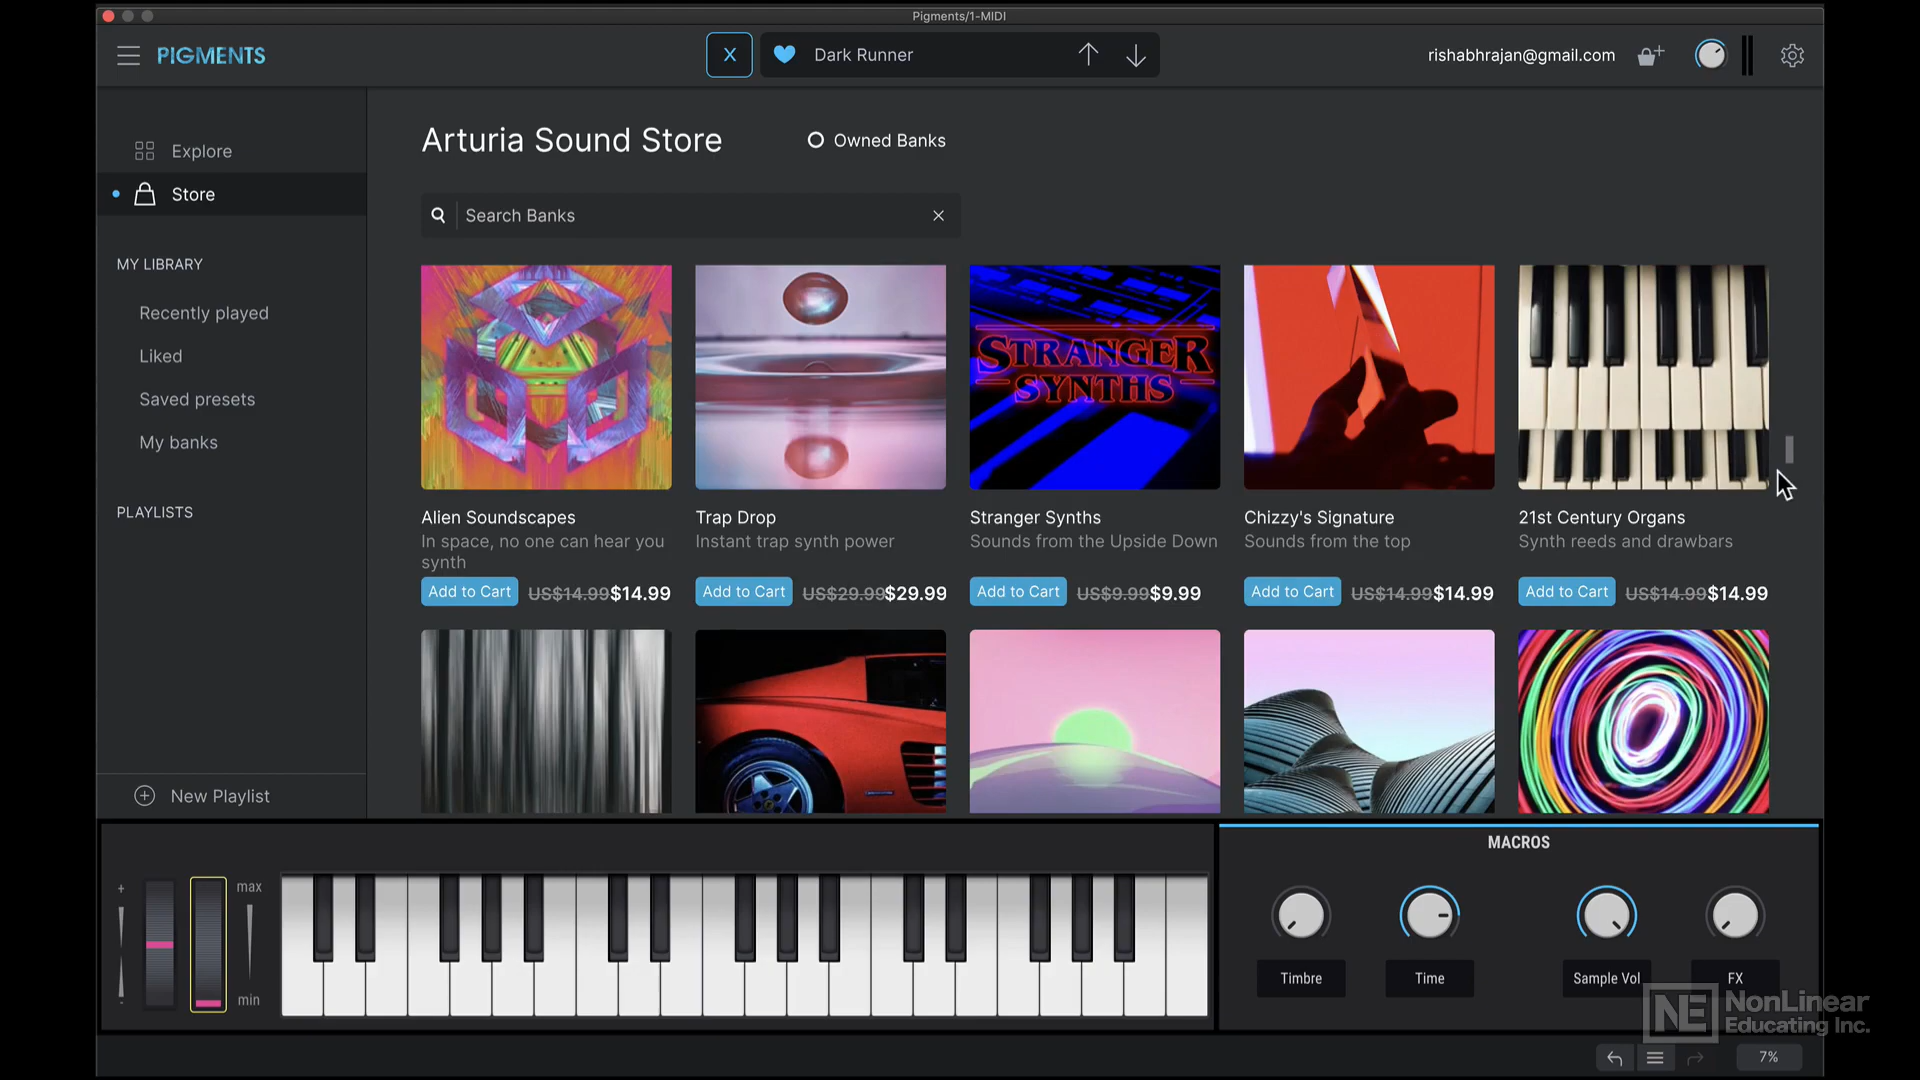 Pigments/1-MIDI
PIGMENTS
X
Dark Runner
rishabhrajan@gmail.com
Explore
Store
MY LIBRARY
Recently played
Liked
Saved presets
My banks
PLAYLISTS
New Playlist
Arturia Sound Store
Owned Banks
Search Banks
STRANGER
SYNTHS
Alien Soundscapes
In space, no one can hear you
synth
Add to Cart US$14.99$14.99
Trap Drop
Instant trap synth power
Add to Cart US$29.99$29.99
Stranger Synths
Sounds from the Upside Down
Add to Cart US$9.99$9.99
Chizzy's Signature
Sounds from the top
Add to Cart US$14.99$14.99
21st Century Organs
Synth reeds and drawbars
Add to Cart US$14.99$14.99
+
-
max
min
MACROS
Timbre
Time
Sample Vol
FX
NE NonLinear
Educating Inc.
7%